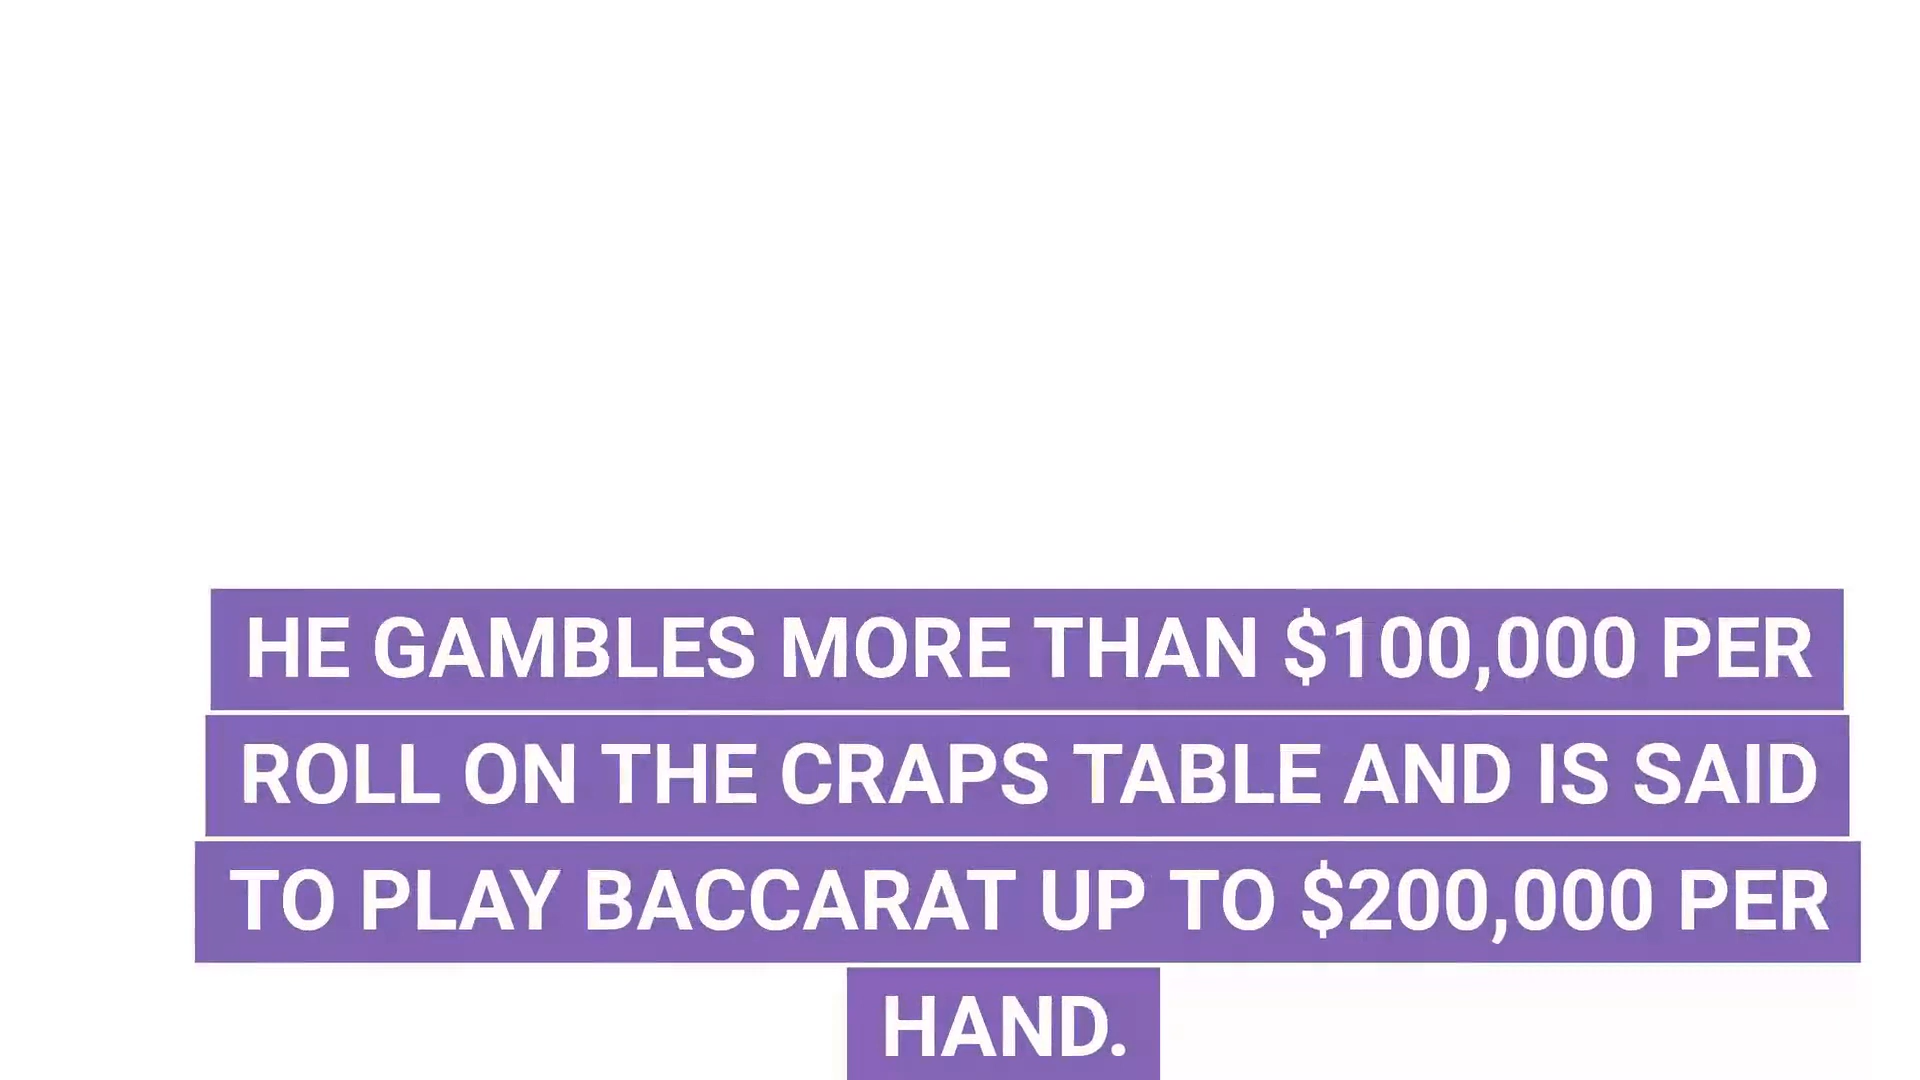 HE GAMBLES MORE THAN $100,000 PER
ROLL ON THE CRAPS TABLE AND IS SAID
TO PLAY BACCARAT UP TO $200,000 PER
HAND.